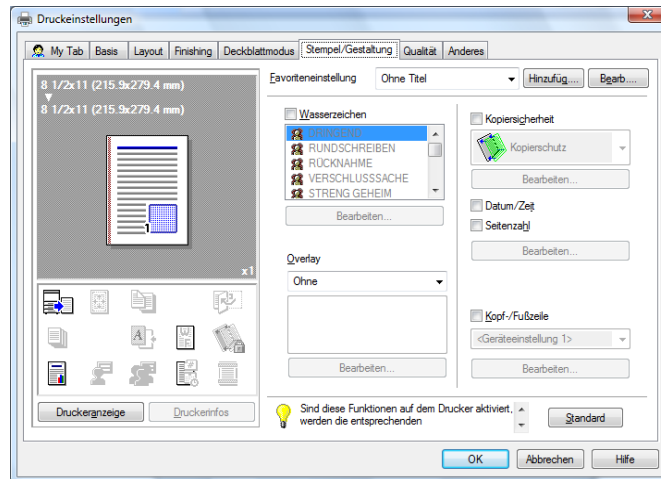 Druckeinstellungen
My Tab Basis Layout Finishing Deckblattmodus Stempel/Gestaltung Qualität Anderes
8 1/2x11 (215.9x279.4 mm)
8 1/2x11 (215.9x279.4 mm)
1
x1
Druckeranzeige Druckerinfos
Favoriteneinstellung Ohne Titel Hinzufüg.... Bearb....
Wasserzeichen
DRINGEND
RUNDSCHREIBEN
RÜCKNAHME
VERSCHLUSSSACHE
STRENG GEHEIM
Bearbeiten...
Overlay
Ohne
Bearbeiten...
Kopiersicherheit
Kopierschutz
Bearbeiten...
Datum/Zeit
Seitenzahl
Bearbeiten...
Kopf-/Fußzeile
<Geräteeinstellung 1>
Bearbeiten...
Sind diese Funktionen auf dem Drucker aktiviert,
werden die entsprechenden
Standard
OK Abbrechen Hilfe